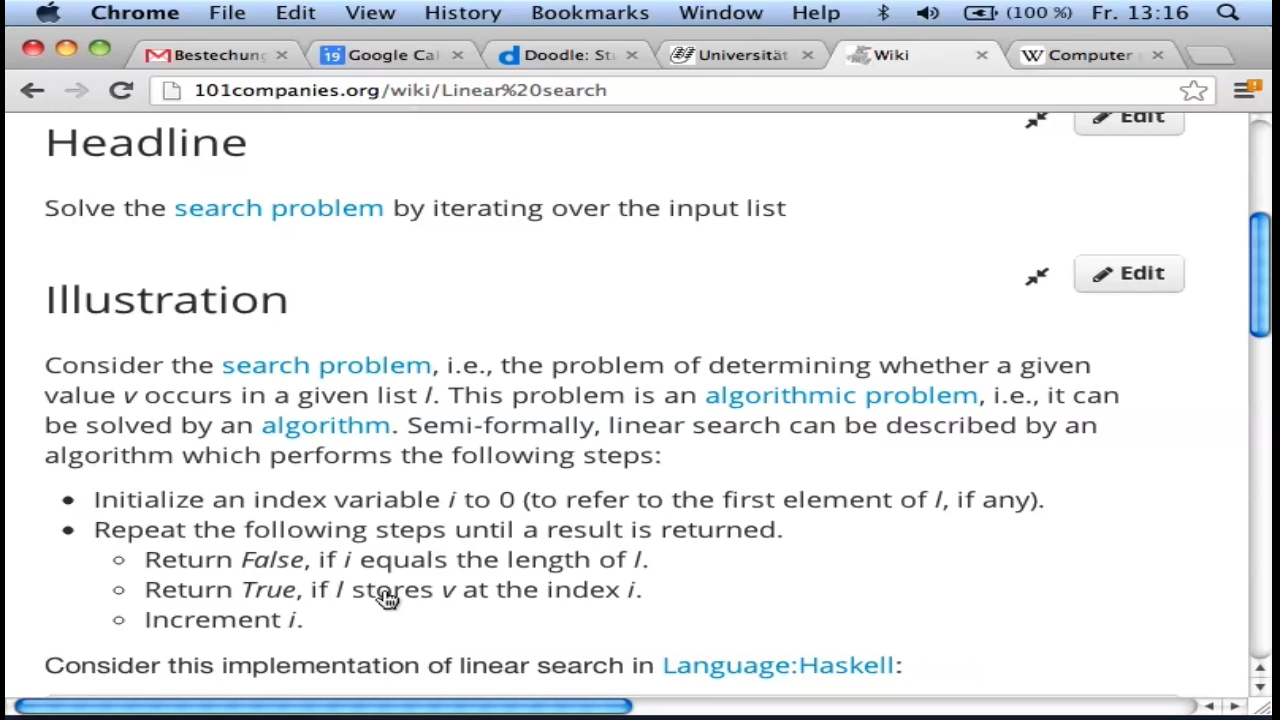 Chrome File Edit View History Bookmarks Window Help (100 %) Fr. 13:16
Bestechung 19 Google Cal Doodle: Stu Universität Wiki W Computer
101companies.org/wiki/Linear%20search
Headline
Edit
Solve the search problem by iterating over the input list
Edit
Illustration
Consider the search problem, i.e., the problem of determining whether a given
value v occurs in a given list l. This problem is an algorithmic problem, i.e., it can
be solved by an algorithm. Semi-formally, linear search can be described by an
algorithm which performs the following steps:
• Initialize an index variable i to 0 (to refer to the first element of l, if any).
• Repeat the following steps until a result is returned.
◦ Return False, if i equals the length of l.
◦ Return True, if l stores v at the index i.
◦ Increment i.
Consider this implementation of linear search in Language:Haskell: